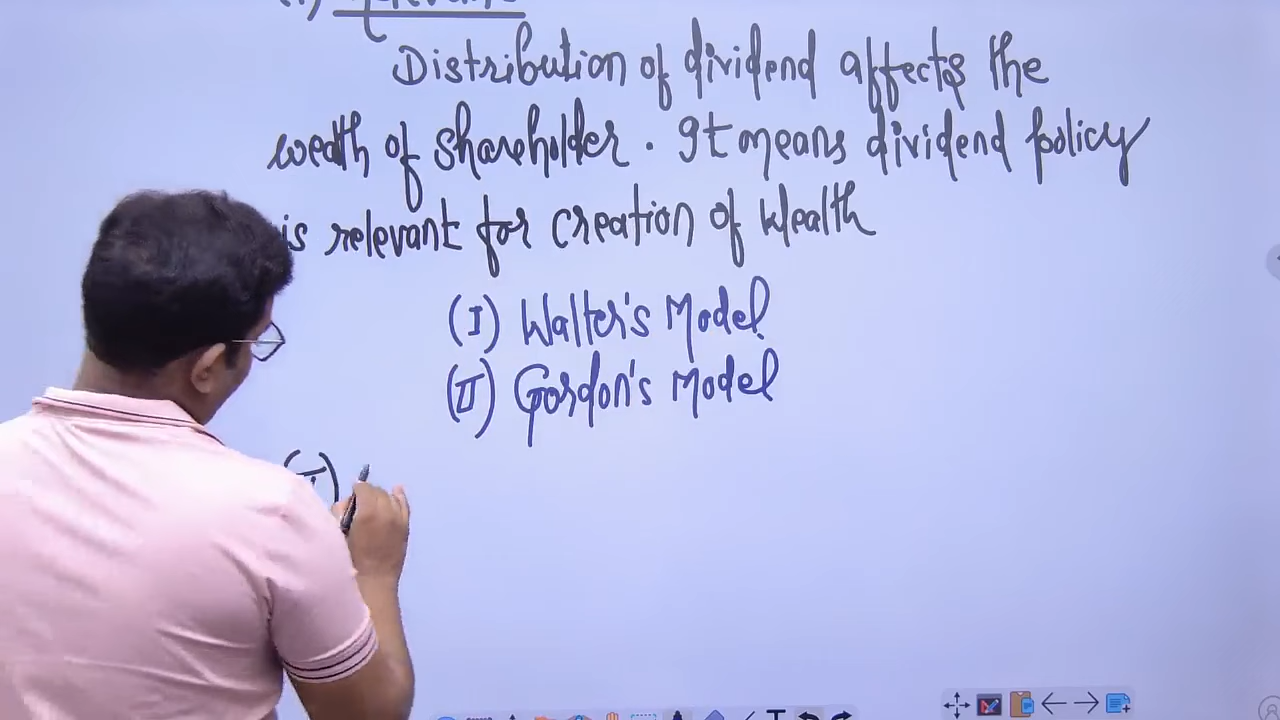 Distribution of dividend affects the
wealth of shareholder. It means dividend policy
is relevant for creation of wealth
(I) Walter's Model
(II) Gordon's Model
(II)